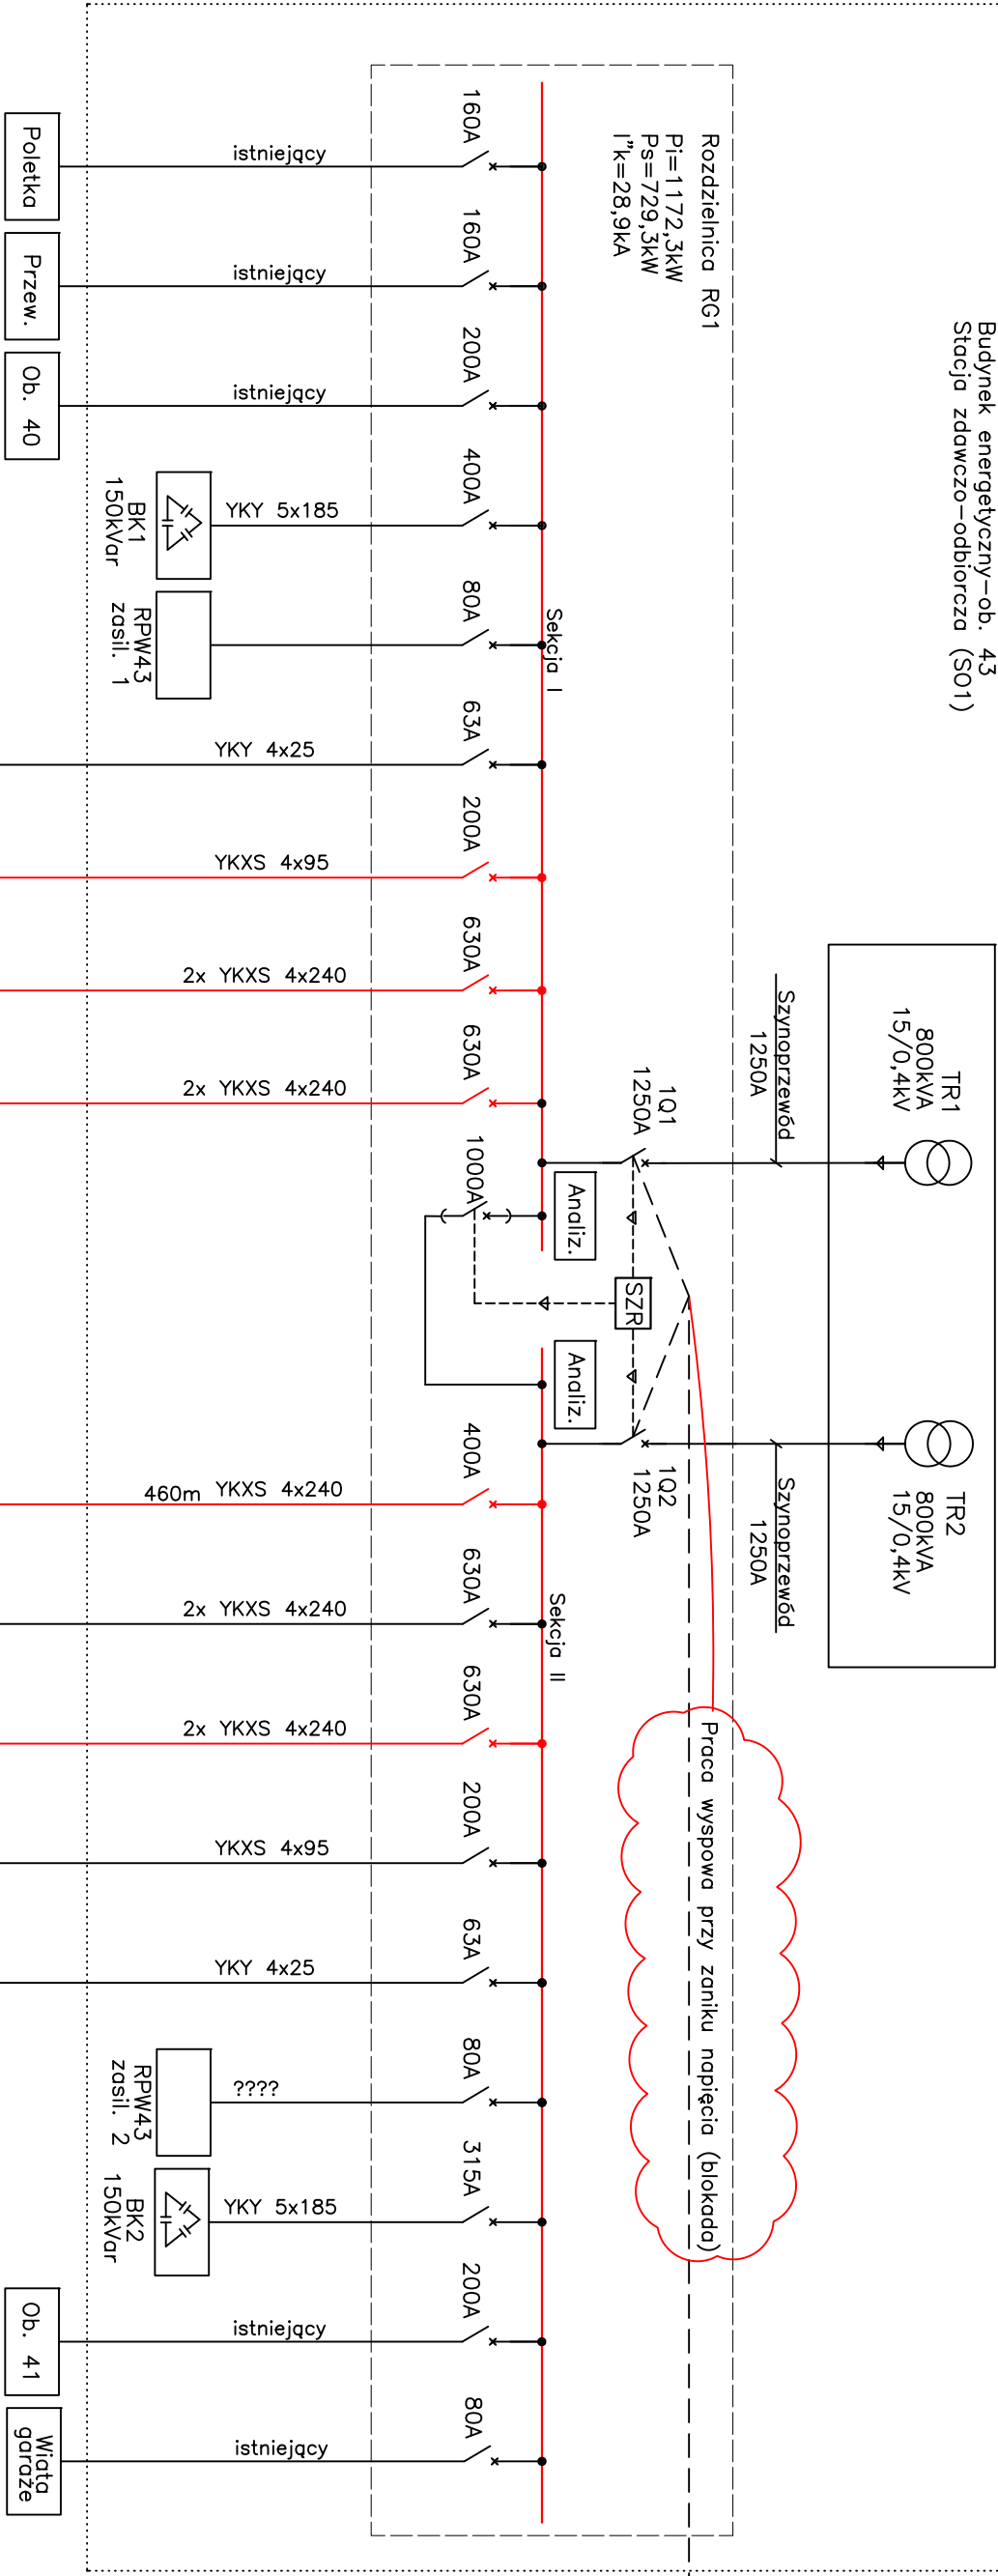 Budynek energetyczny-ob. 43
Stacja zdawczo-odbiorcza (SO1)
TR1
800kVA
15/0,4kV
TR2
800kVA
15/0,4kV
Szynoprzewód
1250A
Szynoprzewód
1250A
Rozdzielnica RG1
Pi=1172,3kW
Ps=729,3kW
I"k=28,9kA
1Q1
1250A
1Q2
1250A
Praca wyspowa przy zaniku napięcia (blokada)
SZR
Analiz.
Analiz.
Sekcja I
Sekcja II
160A
160A
200A
400A
80A
63A
200A
630A
630A
1000A
400A
630A
630A
200A
63A
80A
315A
200A
80A
istniejący
istniejący
istniejący
YKY 5x185
YKY 4x25
YKXS 4x95
2x YKXS 4x240
2x YKXS 4x240
460m YKXS 4x240
2x YKXS 4x240
2x YKXS 4x240
YKXS 4x95
YKY 4x25
????
YKY 5x185
istniejący
istniejący
BK1
150kVar
RPW43
zasil. 1
RPW43
zasil. 2
BK2
150kVar
Poletka
Przew.
Ob. 40
Ob. 41
Wiata
garaże